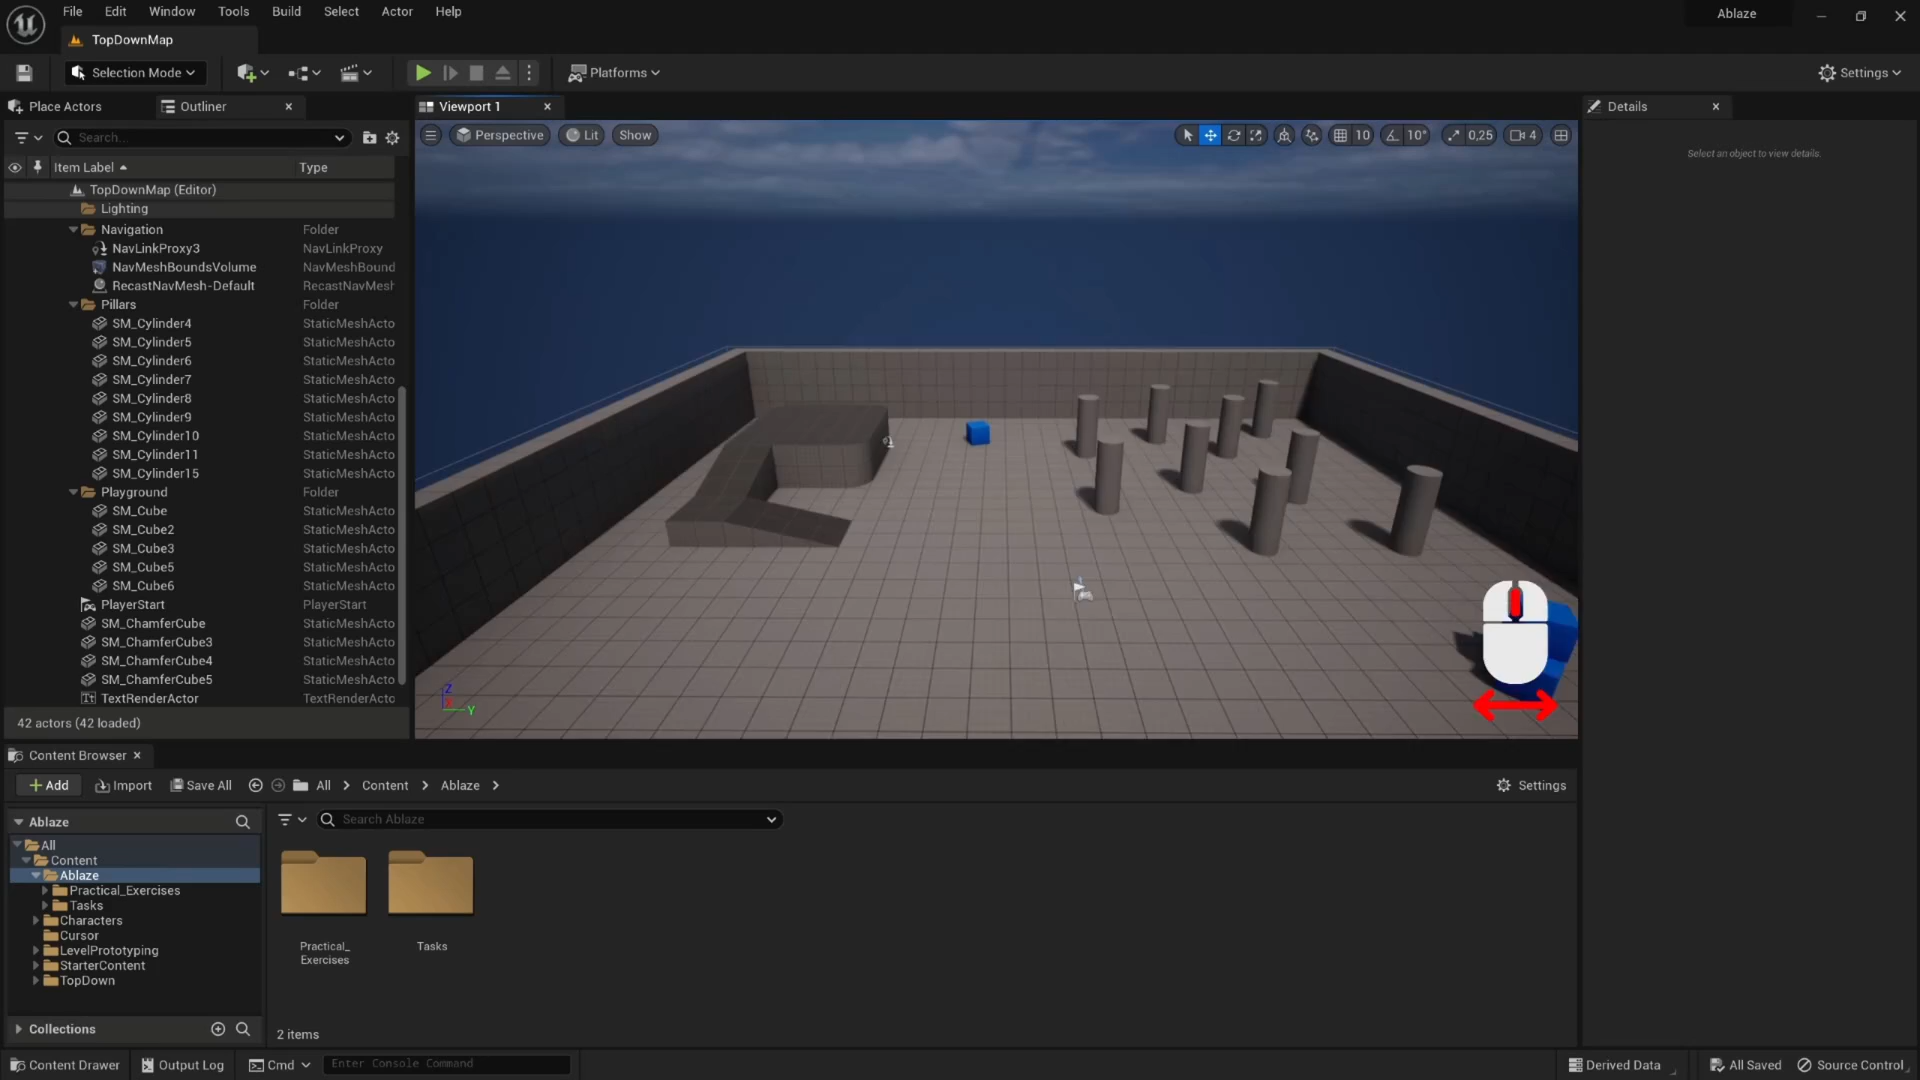 File Edit Window Tools Build Select Actor Help
Ablaze
TopDownMap
Selection Mode
Platforms
Settings
Place Actors
Outliner
Viewport 1
Details
Search...
Perspective
Lit
Show
10
10°
0,25
4
Select an object to view details.
Item Label Type
TopDownMap (Editor)
Lighting
Navigation Folder
NavLinkProxy3 NavLinkProxy
NavMeshBoundsVolume NavMeshBound
RecastNavMesh-Default RecastNavMesh
Pillars Folder
SM_Cylinder4 StaticMeshActo
SM_Cylinder5 StaticMeshActo
SM_Cylinder6 StaticMeshActo
SM_Cylinder7 StaticMeshActo
SM_Cylinder8 StaticMeshActo
SM_Cylinder9 StaticMeshActo
SM_Cylinder10 StaticMeshActo
SM_Cylinder11 StaticMeshActo
SM_Cylinder15 StaticMeshActo
Playground Folder
SM_Cube StaticMeshActo
SM_Cube2 StaticMeshActo
SM_Cube3 StaticMeshActo
SM_Cube5 StaticMeshActo
SM_Cube6 StaticMeshActo
PlayerStart PlayerStart
SM_ChamferCube StaticMeshActo
SM_ChamferCube3 StaticMeshActo
SM_ChamferCube4 StaticMeshActo
SM_ChamferCube5 StaticMeshActo
TextRenderActor TextRenderActo
42 actors (42 loaded)
Z
X
Y
Content Browser
Add
Import
Save All
All
Content
Ablaze
Settings
Ablaze
Search Ablaze
All
Content
Ablaze
Practical_Exercises
Tasks
Characters
Cursor
LevelPrototyping
StarterContent
TopDown
Practical_
Exercises
Tasks
Collections
2 items
Content Drawer
Output Log
Cmd
Enter Console Command
Derived Data
All Saved
Source Control